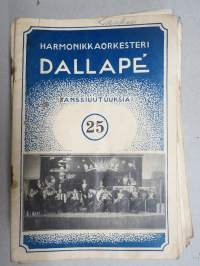 HARMONIKKAORKESTERI
DALLAPÉ
TANSSIUUTUUKSIA
25